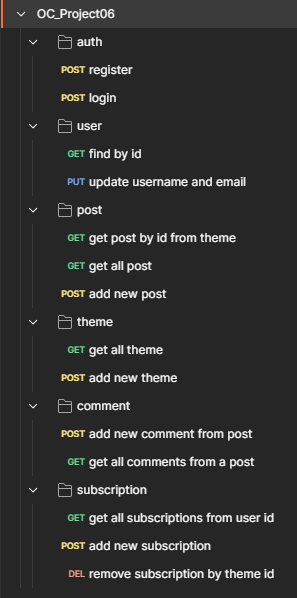 OC_Project06
auth
POST register
POST login
user
GET find by id
PUT update username and email
post
GET get post by id from theme
GET get all post
POST add new post
theme
GET get all theme
POST add new theme
comment
POST add new comment from post
GET get all comments from a post
subscription
GET get all subscriptions from user id
POST add new subscription
DEL remove subscription by theme id